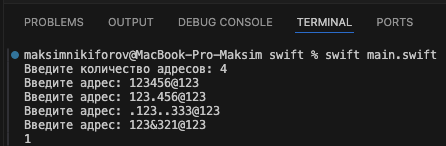 PROBLEMS OUTPUT DEBUG CONSOLE TERMINAL PORTS
maksimnikiforov@MacBook-Pro-Maksim swift % swift main.swift
Введите количество адресов: 4
Введите адрес: 123456@123
Введите адрес: 123.456@123
Введите адрес: .123..333@123
Введите адрес: 123&321@123
1